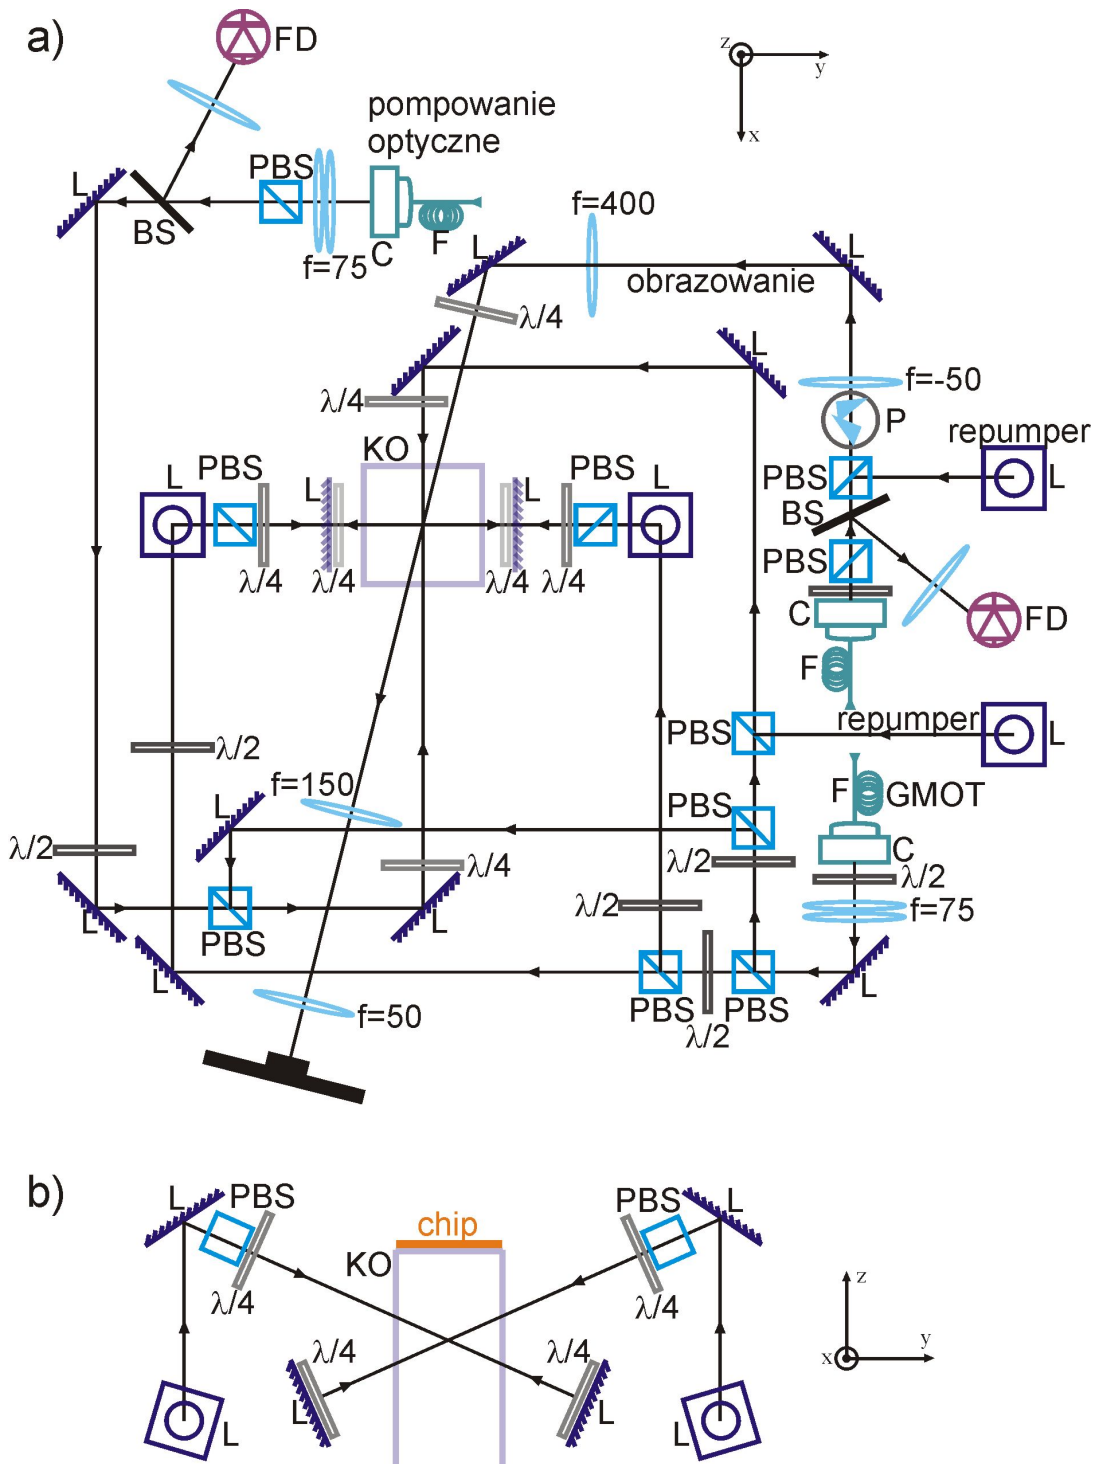 a)
FD
z
y
x
pompowanie
optyczne
PBS
L
BS
f=75
C
F
f=400
L
L
obrazowanie
λ/4
L
f=-50
λ/4
P
repumper
KO
PBS
PBS
L
PBS
L
L
L
L
BS
λ/4
λ/4
λ/4
λ/4
PBS
C
FD
F
repumper
PBS
L
λ/2
f=150
F
GMOT
L
PBS
C
λ/2
λ/4
λ/2
λ/2
λ/2
f=75
L
PBS
L
L
L
PBS
PBS
f=50
λ/2
b)
L
PBS
chip
PBS
L
KO
λ/4
λ/4
z
λ/4
λ/4
y
x
L
L
L
L